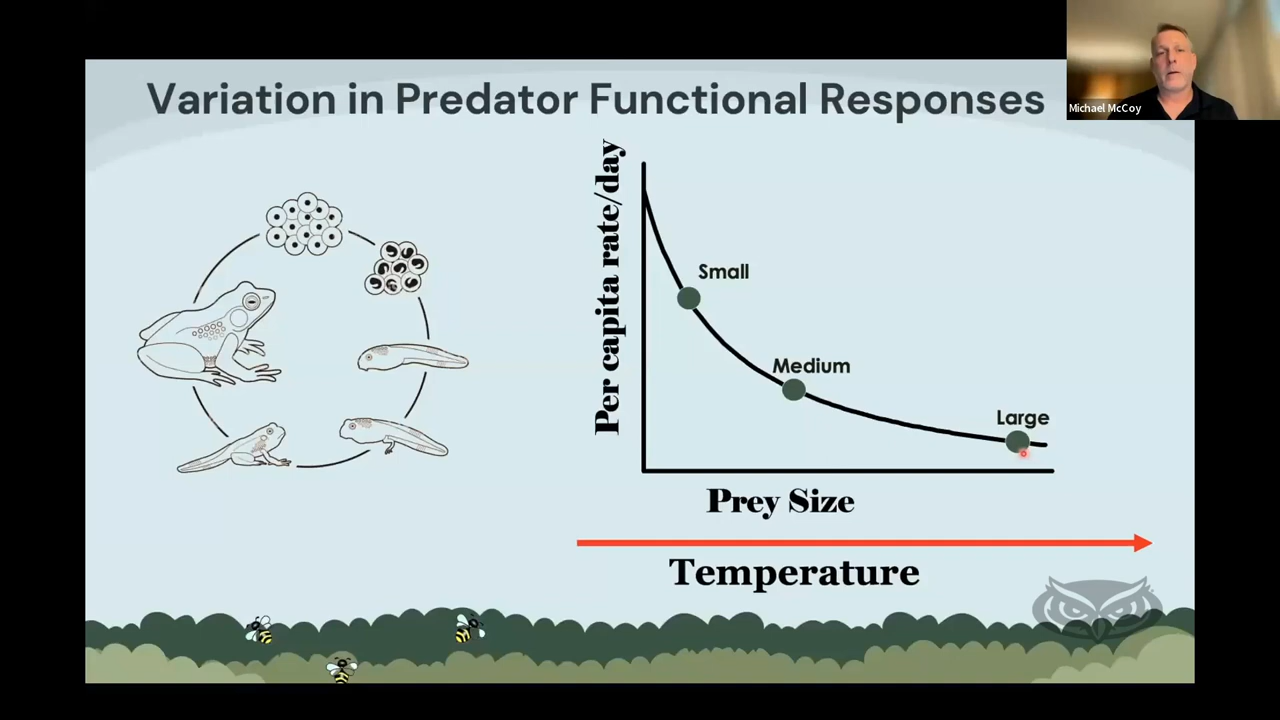 Variation in Predator Functional Responses
Michael McCoy
Per capita rate/day
Small
Medium
Large
Prey Size
Temperature